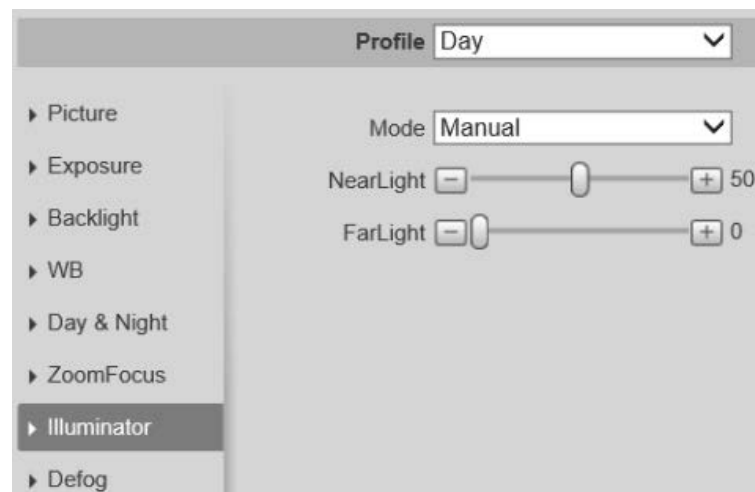 Profile Day
Picture
Mode Manual
Exposure
NearLight 50
Backlight
FarLight 0
WB
Day & Night
ZoomFocus
Illuminator
Defog